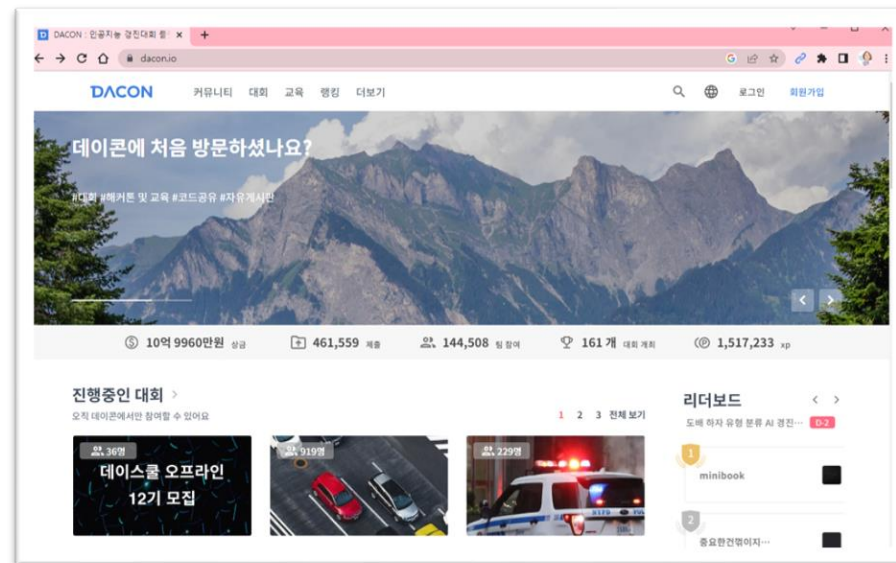 DACON : 인공지능 경진대회 플
dacon.io
DACON 커뮤니티 대회 교육 랭킹 더보기 로그인 회원가입
데이콘에 처음 방문하셨나요?
#대회 #해커톤 및 교육 #코드공유 #자유게시판
10억 9960만원 상금 461,559 제출 144,508 팀 참여 161 개 대회 개최 1,517,233 xp
진행중인 대회 >
오직 데이콘에서만 참여할 수 있어요
1 2 3 전체 보기
36명
데이스쿨 오프라인
12기 모집
919명
229명
리더보드
도배 하자 유형 분류 AI 경진… D-2
1
minibook
2
중요한건꺾이지…